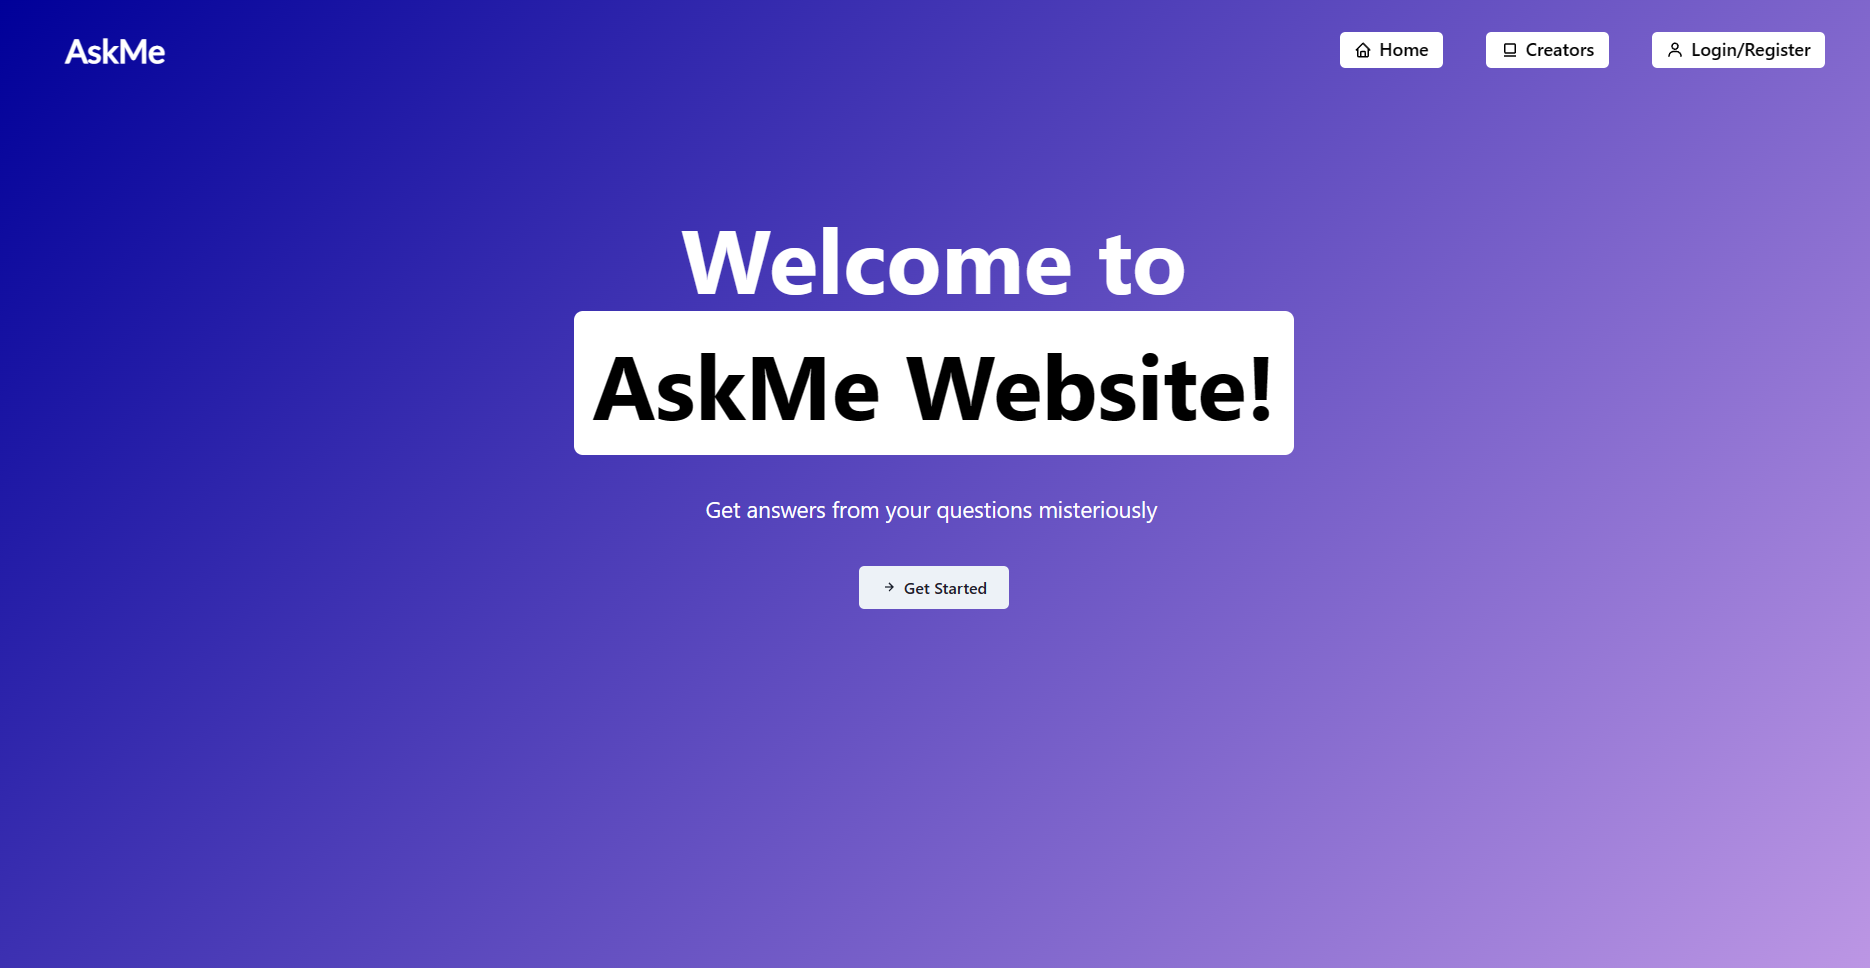 AskMe
Home
Creators
Login/Register
Welcome to
AskMe Website!
Get answers from your questions misteriously
Get Started